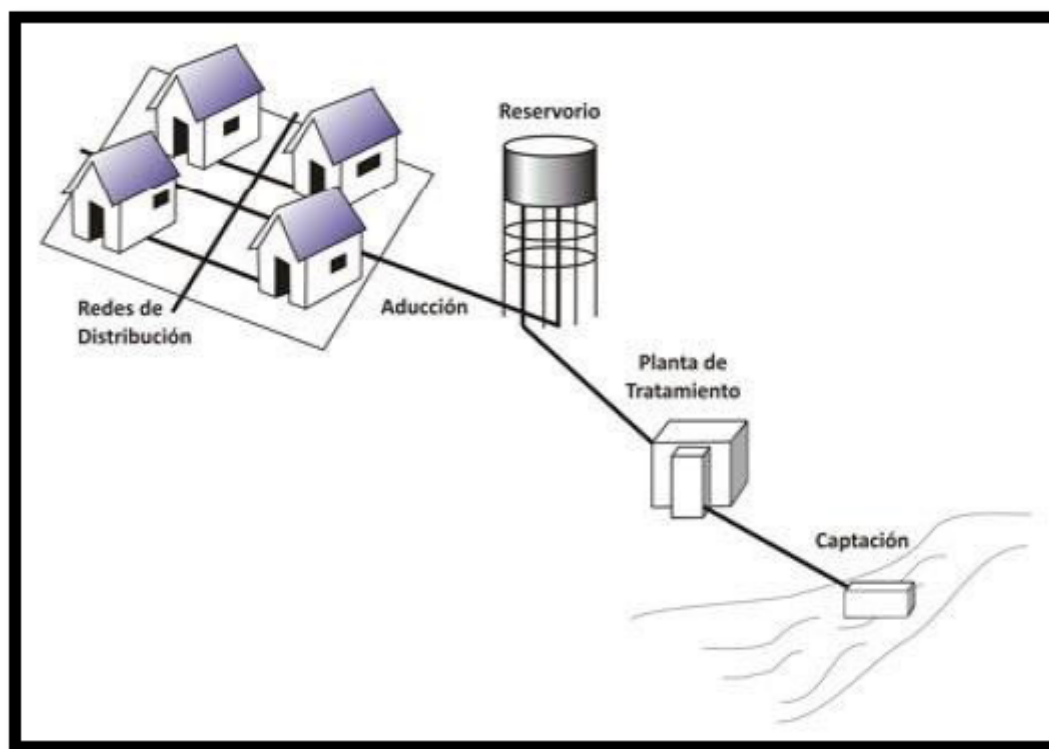 Reservorio
Redes de
Distribución
Aducción
Planta de
Tratamiento
Captación